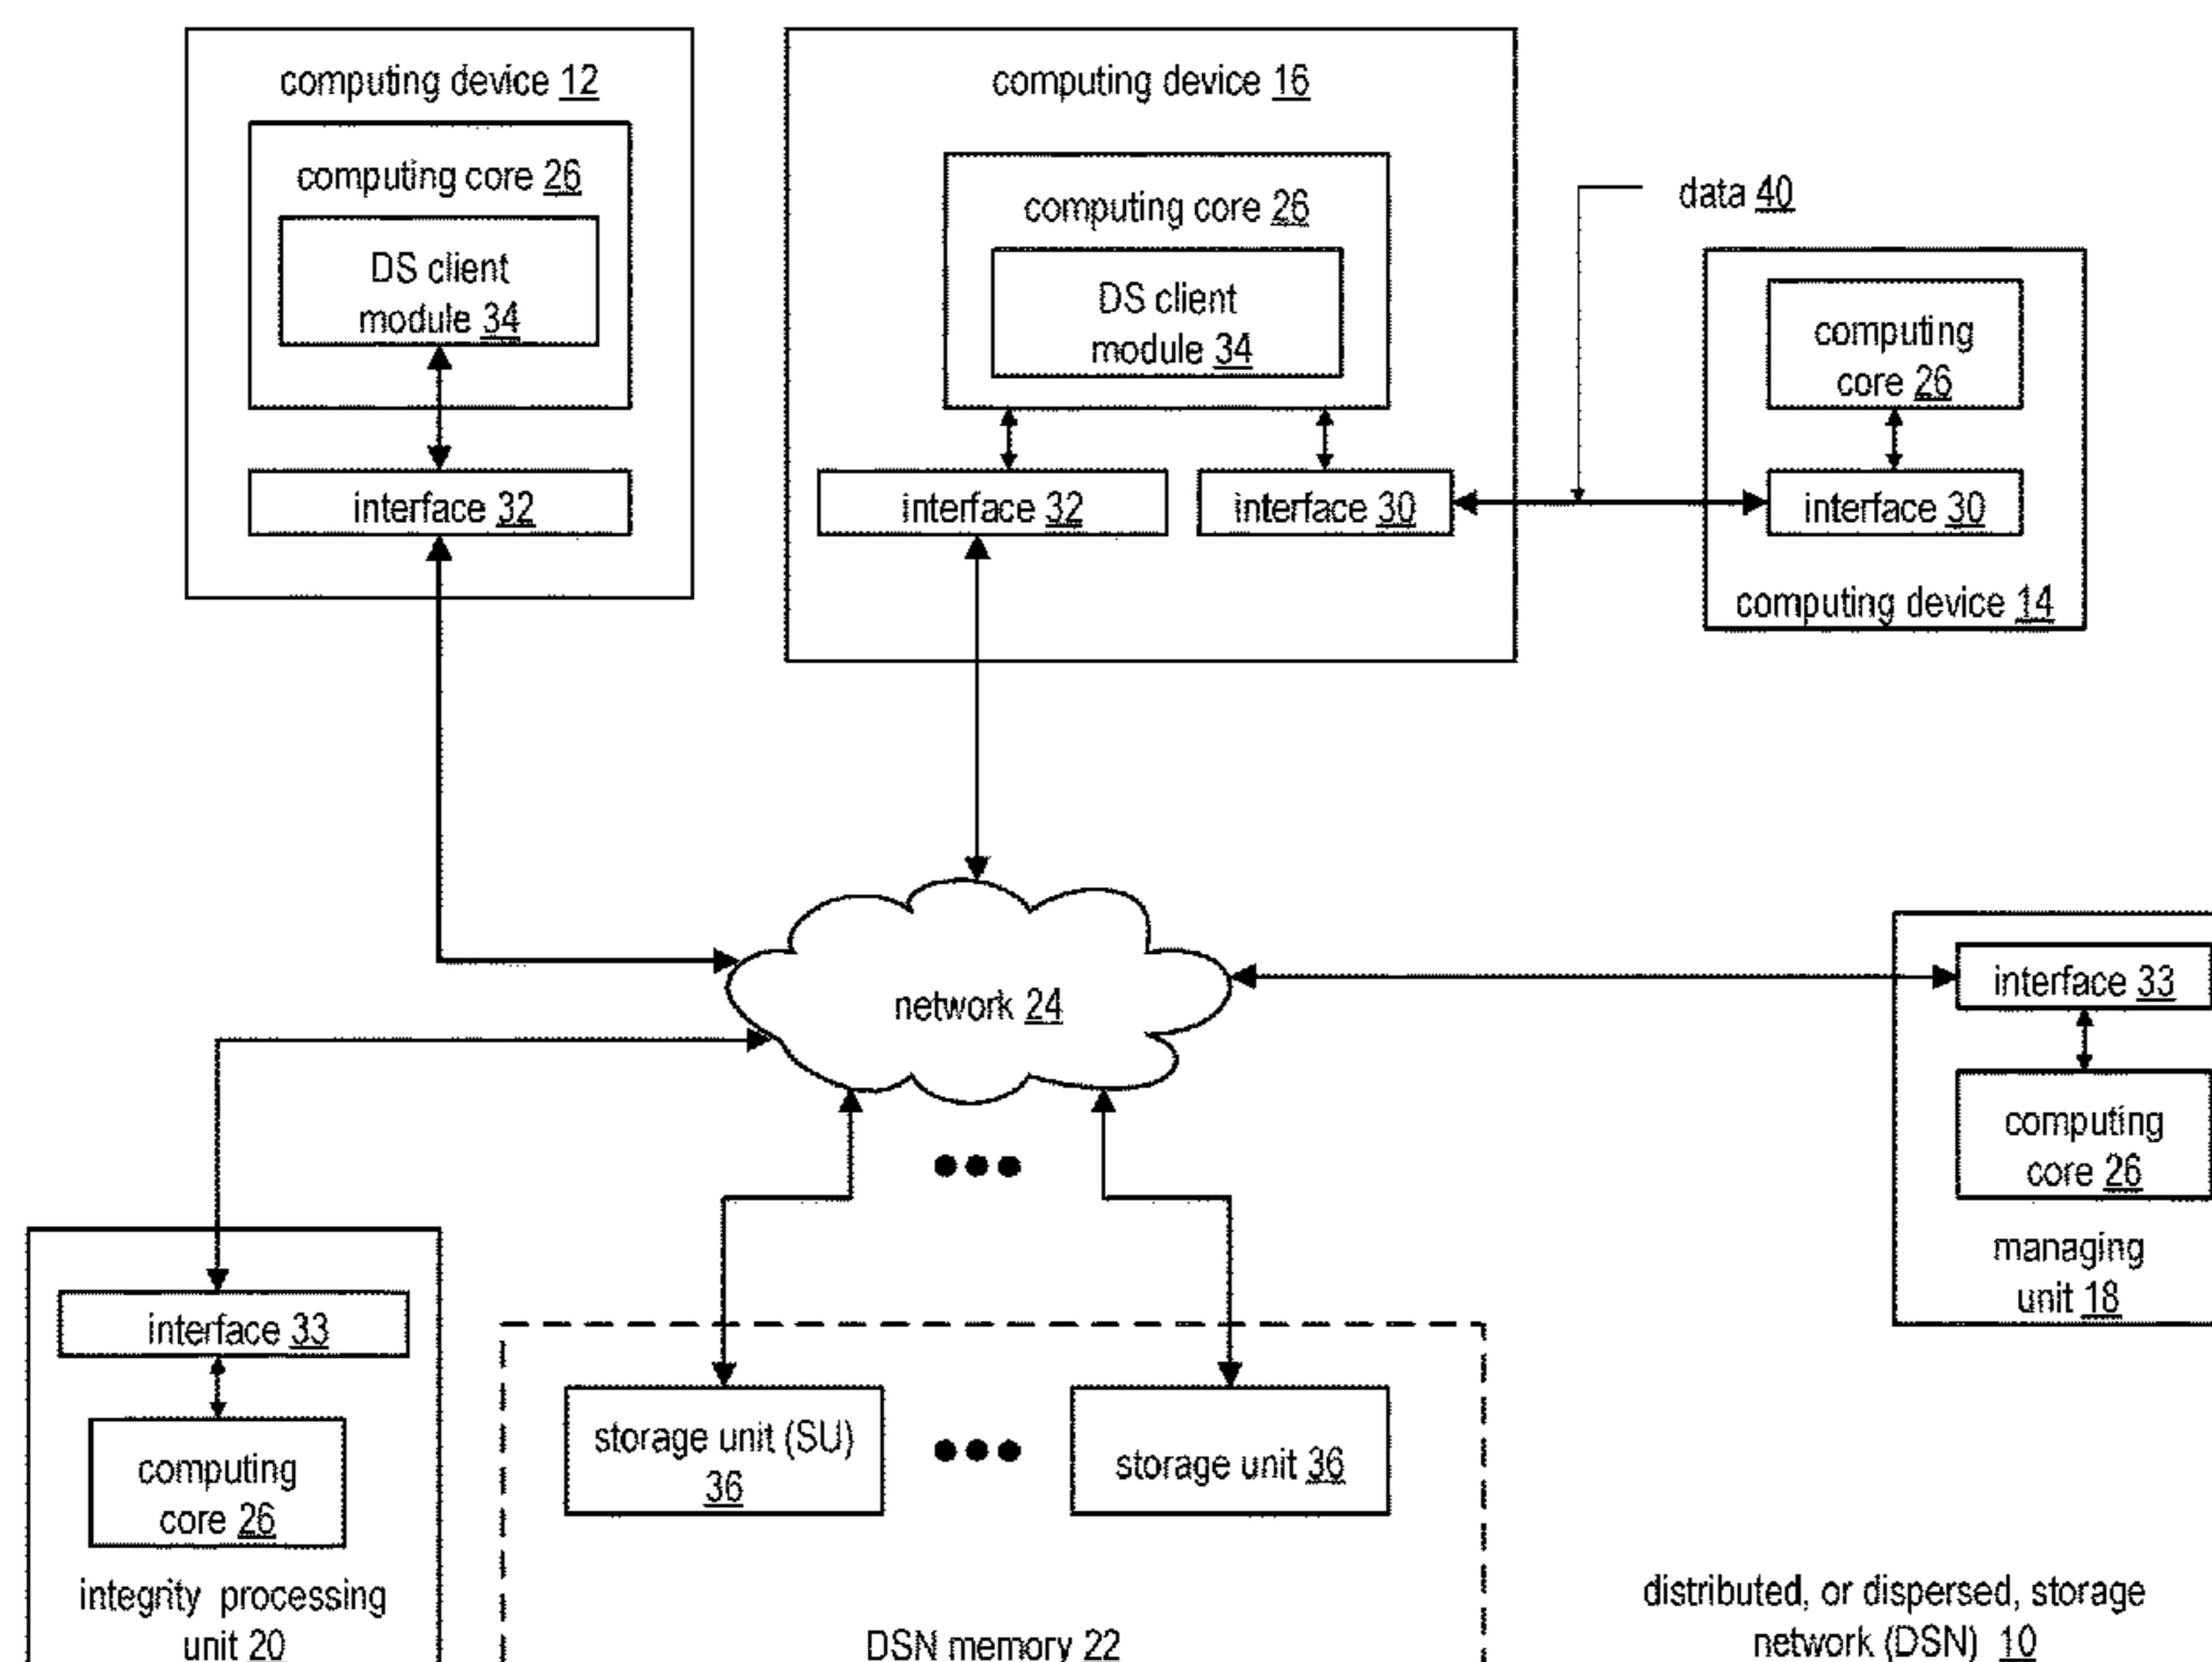 computing device 12
computing core 26
DS client
module 34
interface 32
computing device 16
computing core 26
DS client
module 34
interface 32
interface 30
data 40
computing
core 26
interface 30
computing device 14
network 24
interface 33
computing
core 26
managing
unit 18
interface 33
computing
core 26
integrity processing
unit 20
storage unit (SU)
36
storage unit 36
DSN memory 22
distributed, or dispersed, storage
network (DSN) 10